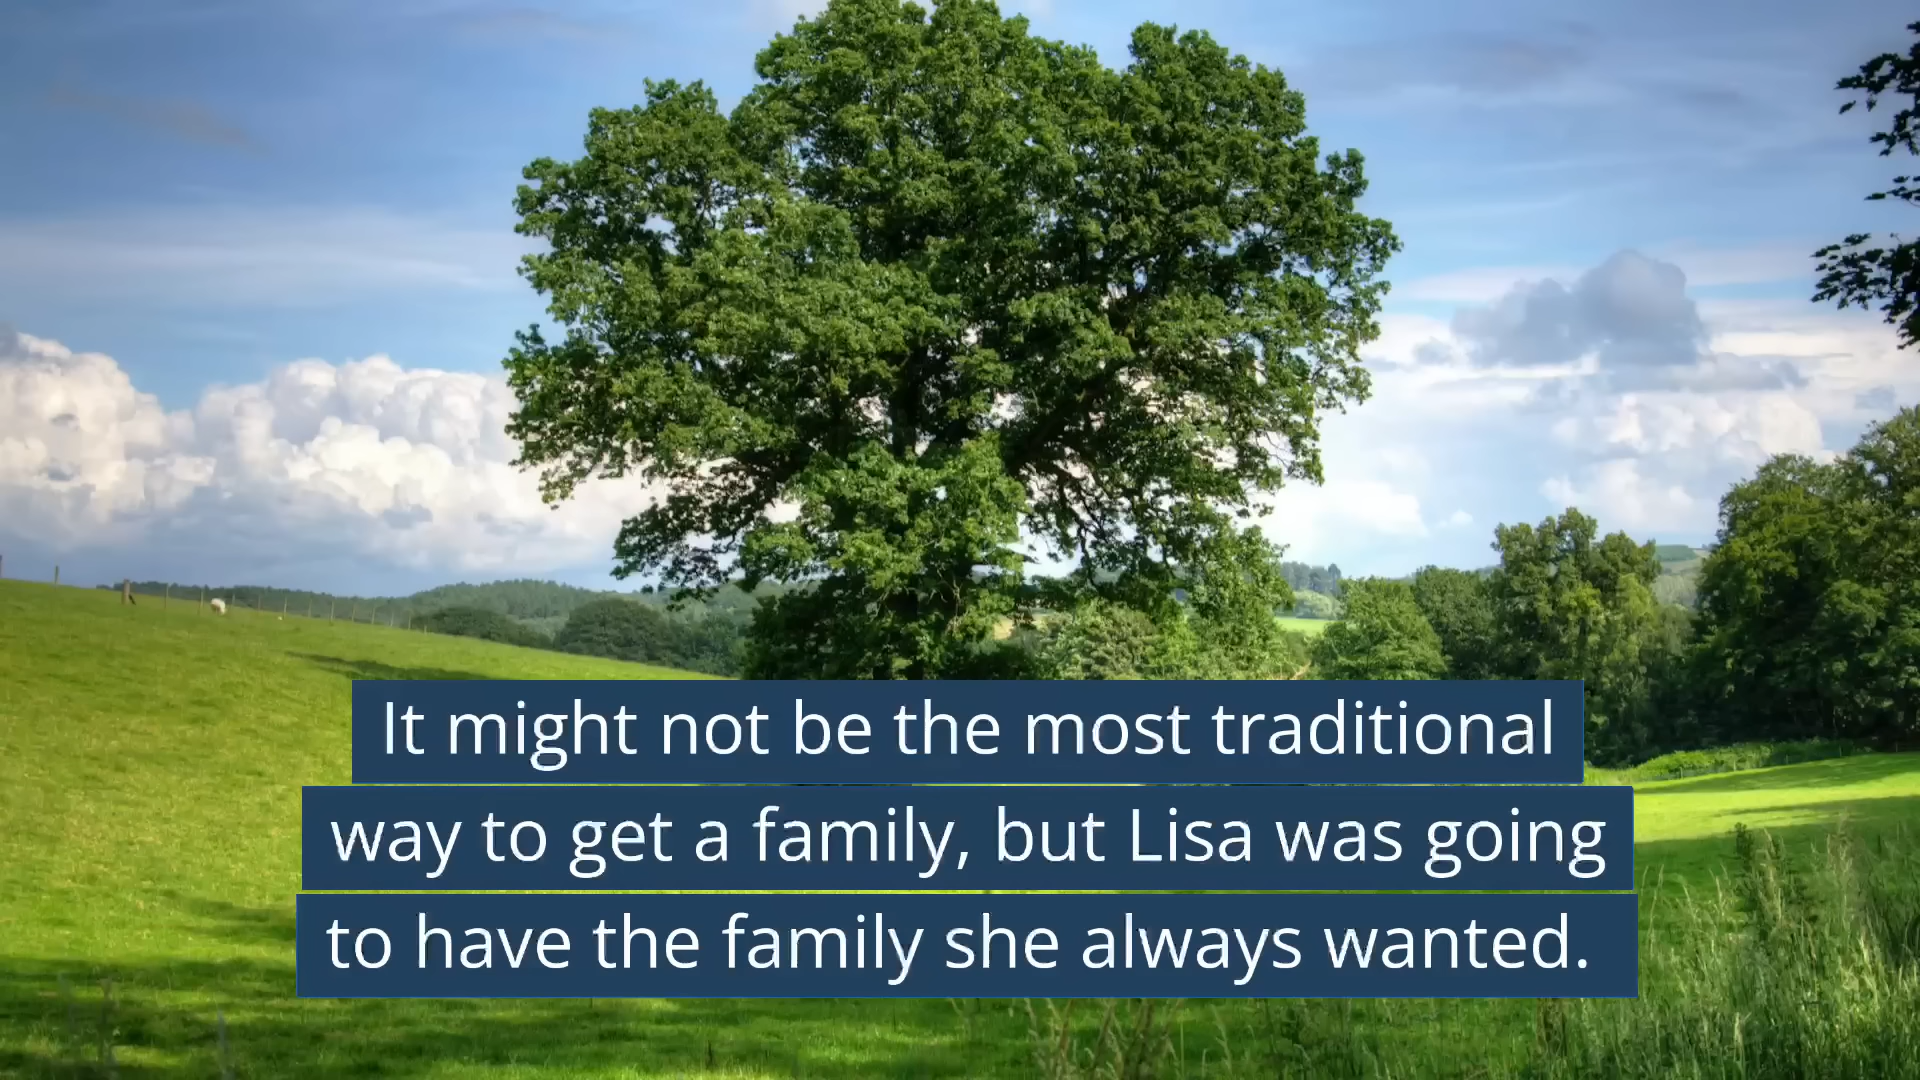 It might not be the most traditional
way to get a family, but Lisa was going
to have the family she always wanted.